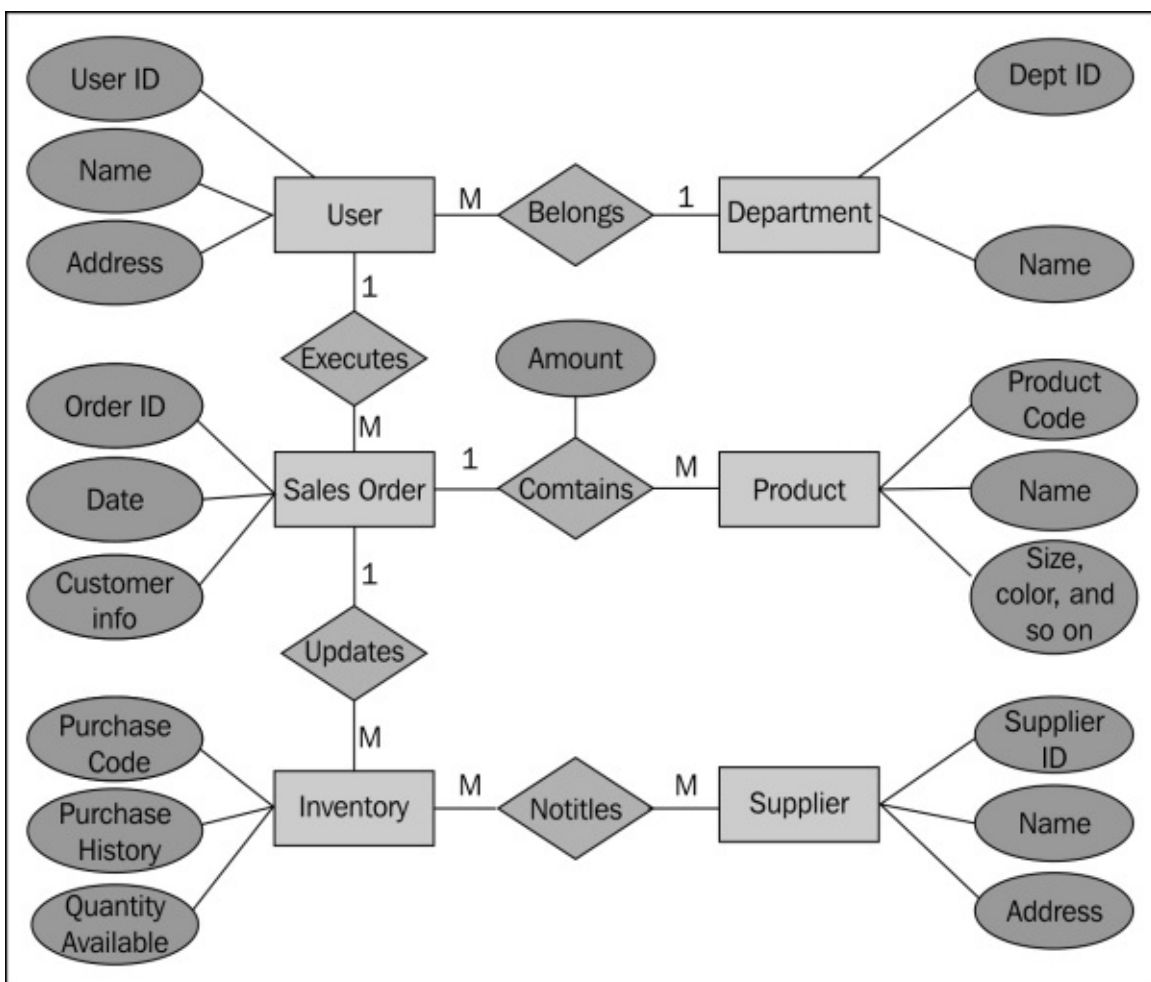 User ID
Dept ID
Name
User
M
Belongs
1
Department
Address
Name
1
Executes
Amount
Product
Code
Order ID
M
Sales Order
1
Comtains
M
Product
Date
Name
Customer
info
1
Size,
color, and
so on
Updates
Purchase
Code
Supplier
ID
M
Inventory
M
Notitles
M
Supplier
Purchase
History
Name
Quantity
Available
Address